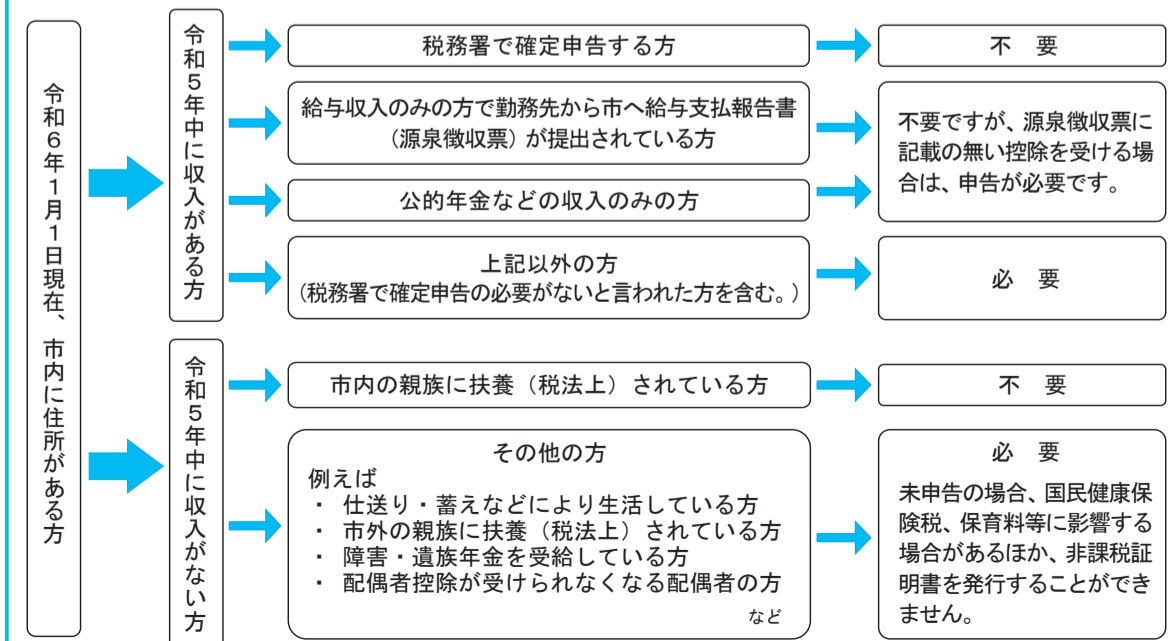 令和６年１月１日現在、市内に住所がある方
令和５年中に収入がある方
税務署で確定申告する方
不　要
給与収入のみの方で勤務先から市へ給与支払報告書
（源泉徴収票）が提出されている方
公的年金などの収入のみの方
不要ですが、源泉徴収票に
記載の無い控除を受ける場
合は、申告が必要です。
上記以外の方
（税務署で確定申告の必要がないと言われた方を含む。）
必　要
令和５年中に収入がない方
市内の親族に扶養（税法上）されている方
不　要
その他の方
例えば
・　仕送り・蓄えなどにより生活している方
・　市外の親族に扶養（税法上）されている方
・　障害・遺族年金を受給している方
・　配偶者控除が受けられなくなる配偶者の方
など
必　要
未申告の場合、国民健康保
険税、保育料等に影響する
場合があるほか、非課税証
明書を発行することができ
ません。